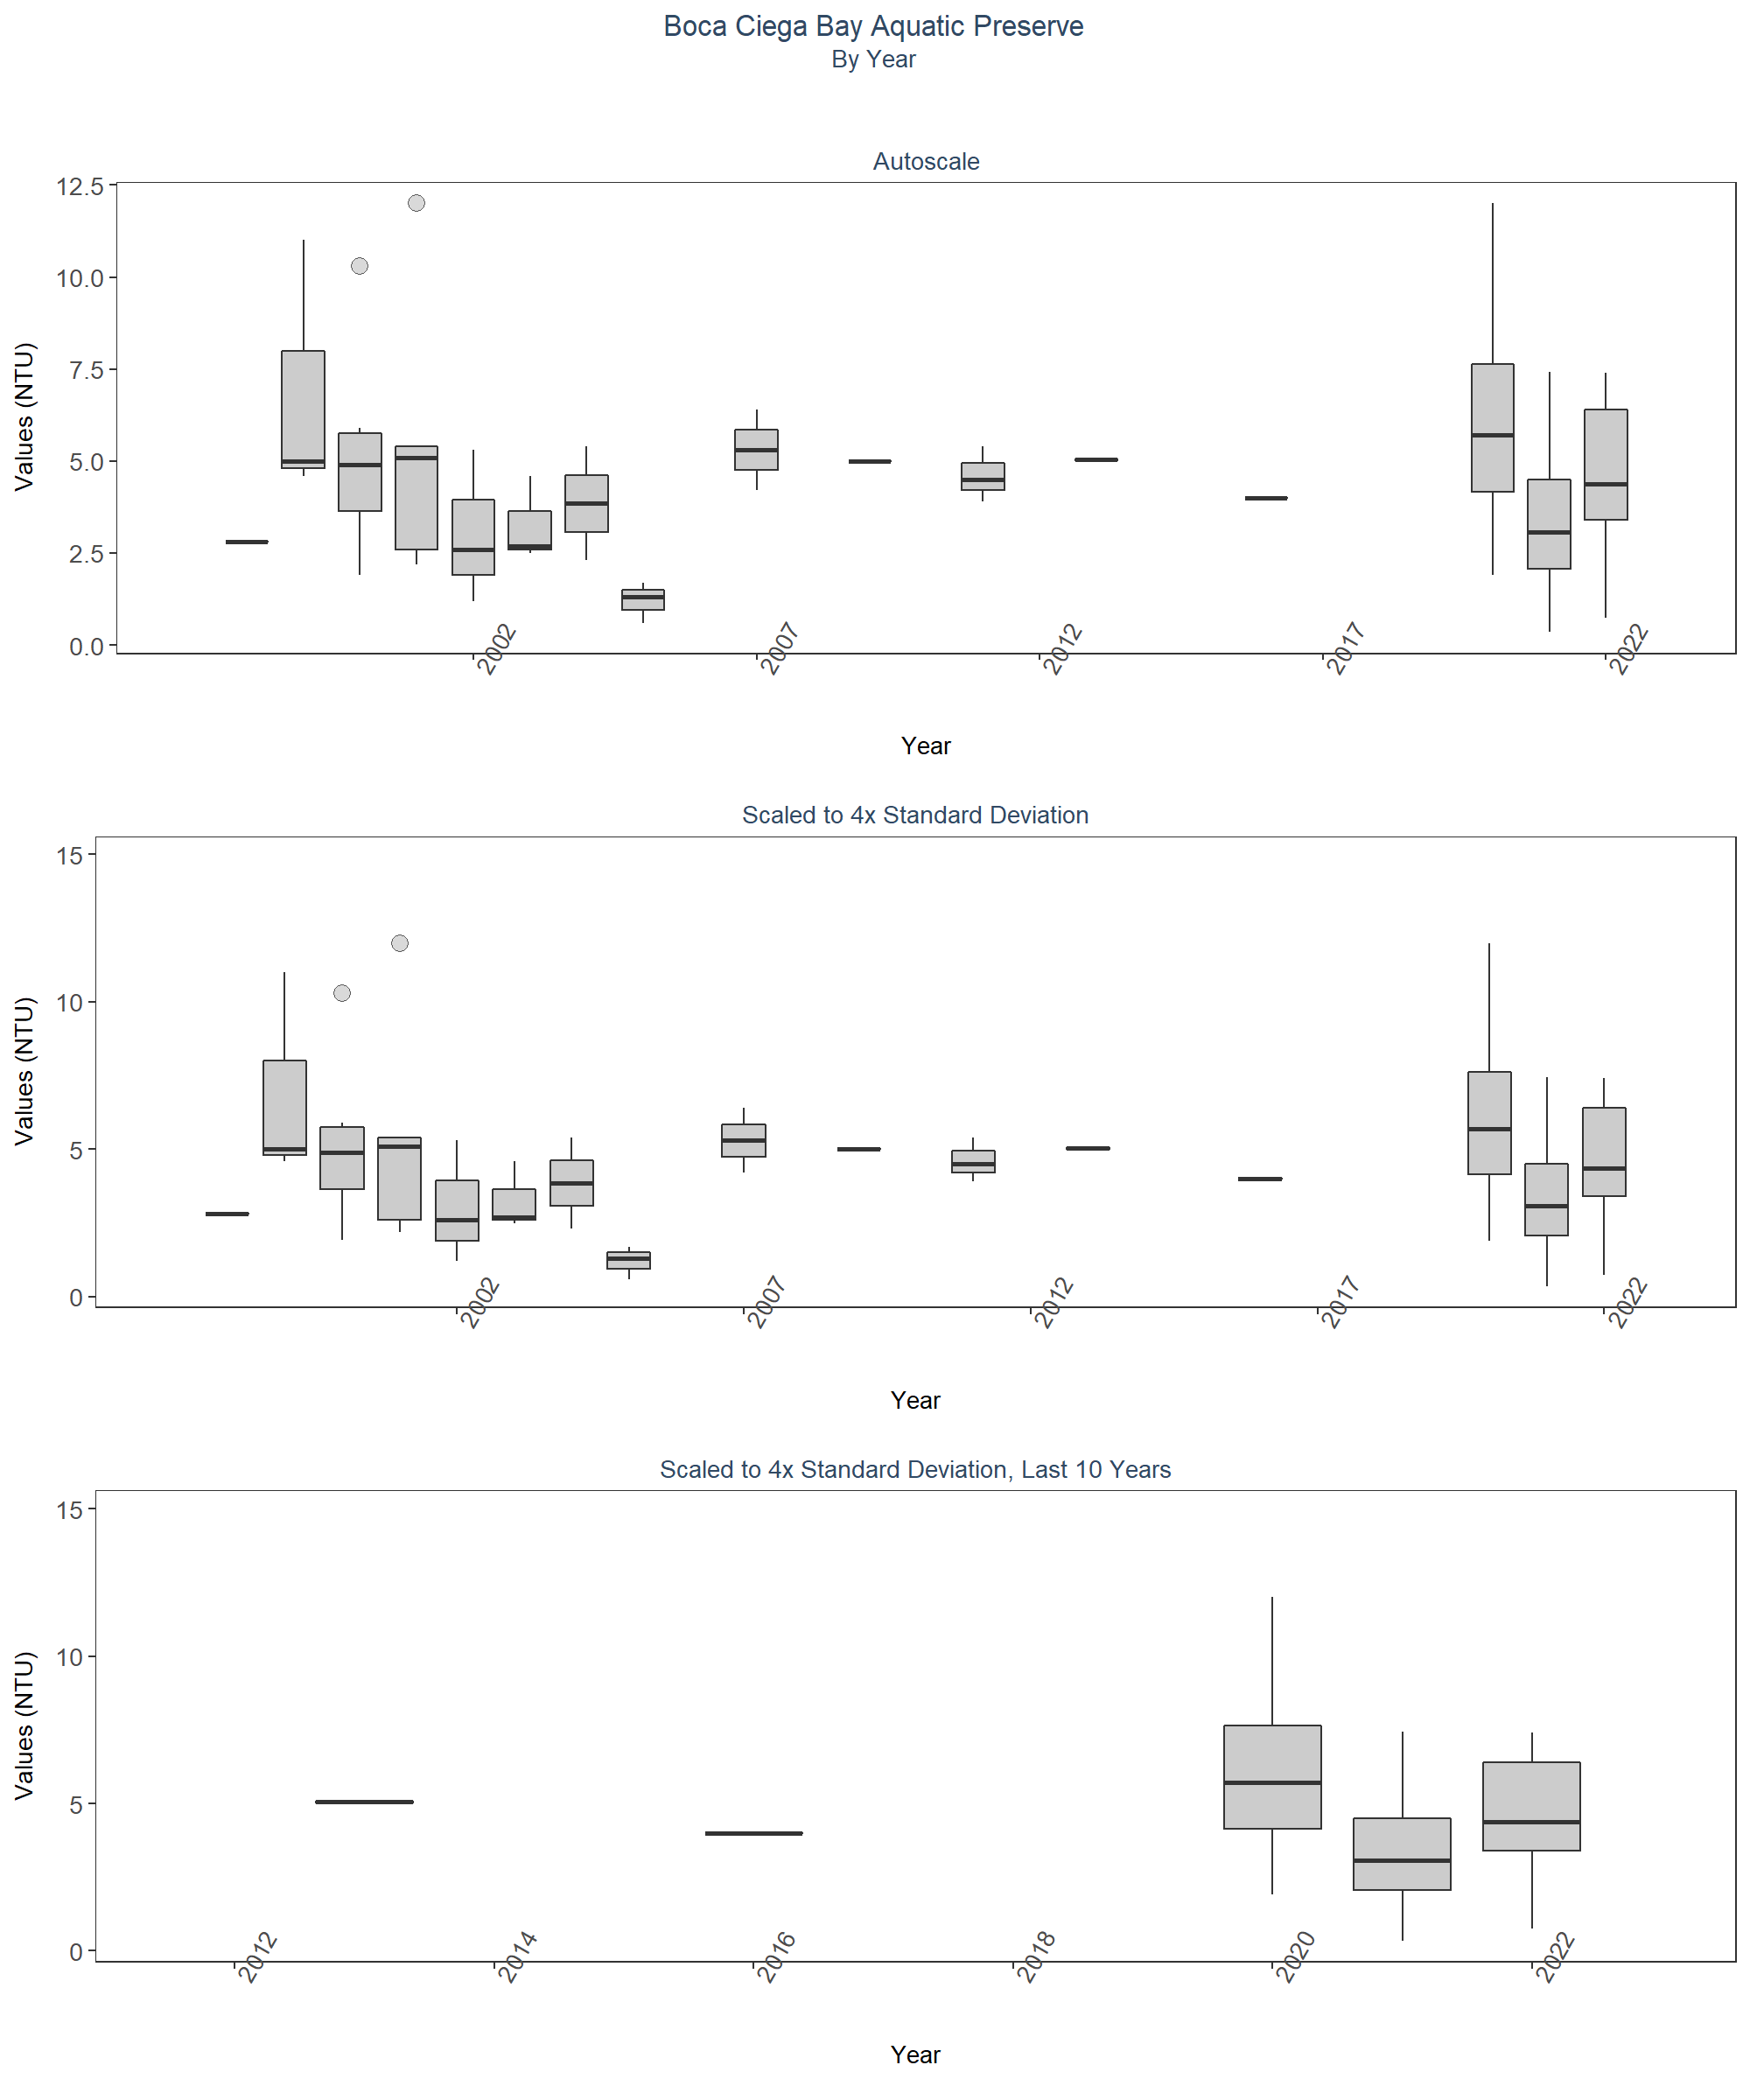 Boca Ciega Bay Aquatic Preserve
By Year
Autoscale
12.5
10.0
7.5
5.0
2.5
0.0
Values (NTU)
2002 2007 2012 2017 2022
Year
Scaled to 4x Standard Deviation
15
10
5
0
Values (NTU)
2002 2007 2012 2017 2022
Year
Scaled to 4x Standard Deviation, Last 10 Years
15
10
5
0
Values (NTU)
2012 2014 2016 2018 2020 2022
Year